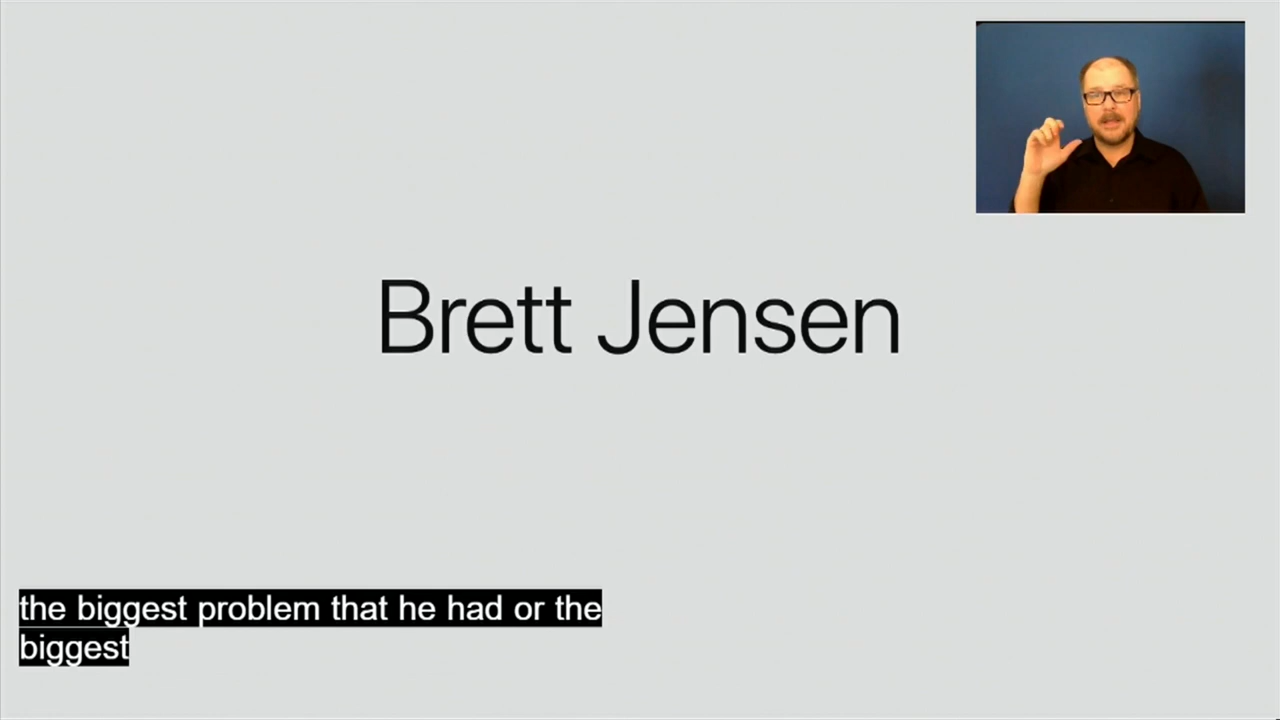 Brett Jensen
the biggest problem that he had or the
biggest